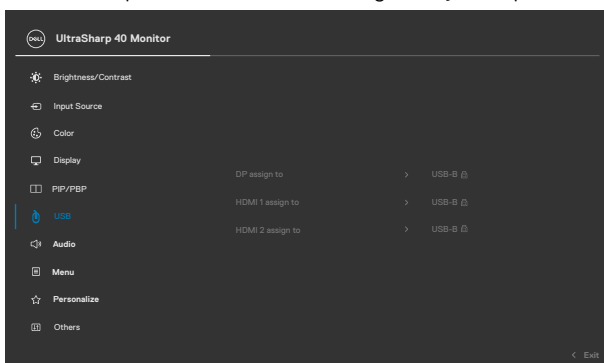 DELL UltraSharp 40 Monitor
Brightness/Contrast
Input Source
Color
Display
DP assign to > USB-B
PIP/PBP
HDMI 1 assign to > USB-B
USB
HDMI 2 assign to > USB-B
Audio
Menu
Personalize
Others
< Exit